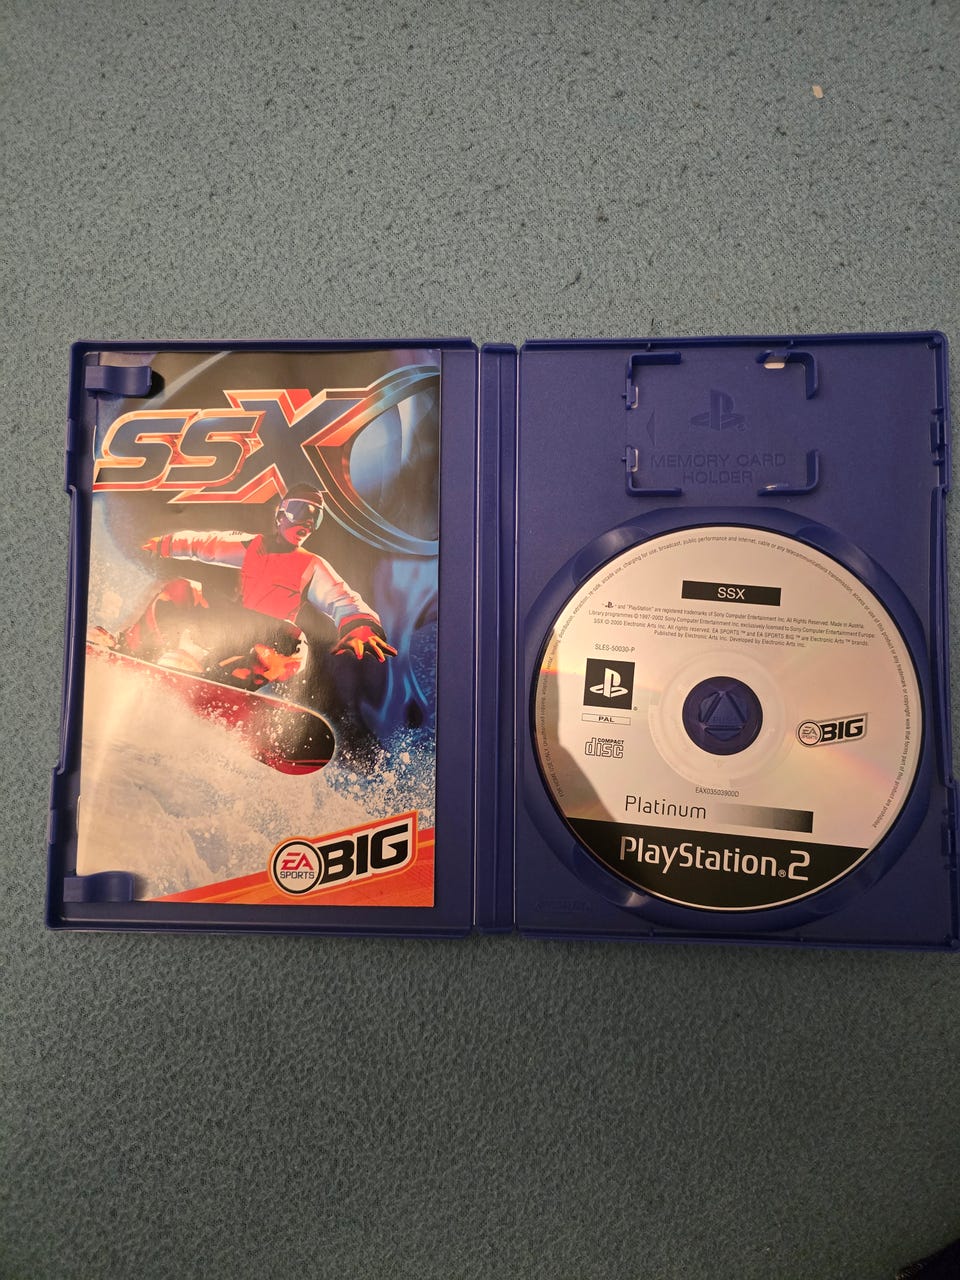 SSX
EA
SPORTS
BIG
MEMORY CARD
HOLDER
SSX
"PS" and "PlayStation" are registered trademarks of Sony Computer Entertainment Inc. All Rights Reserved. Made in Austria.
Library programmes © 1997-2002 Sony Computer Entertainment Inc. exclusively licensed to Sony Computer Entertainment Europe.
SSX © 2000 Electronic Arts Inc. All rights reserved. EA SPORTS™ and EA SPORTS BIG™ are Electronic Arts™ brands.
Published by Electronic Arts Inc. Developed by Electronic Arts Inc.
SLES-50030-P
PAL
COMPACT
disc
EA
SPORTS
BIG
EAX03503900D
Platinum
PlayStation®2